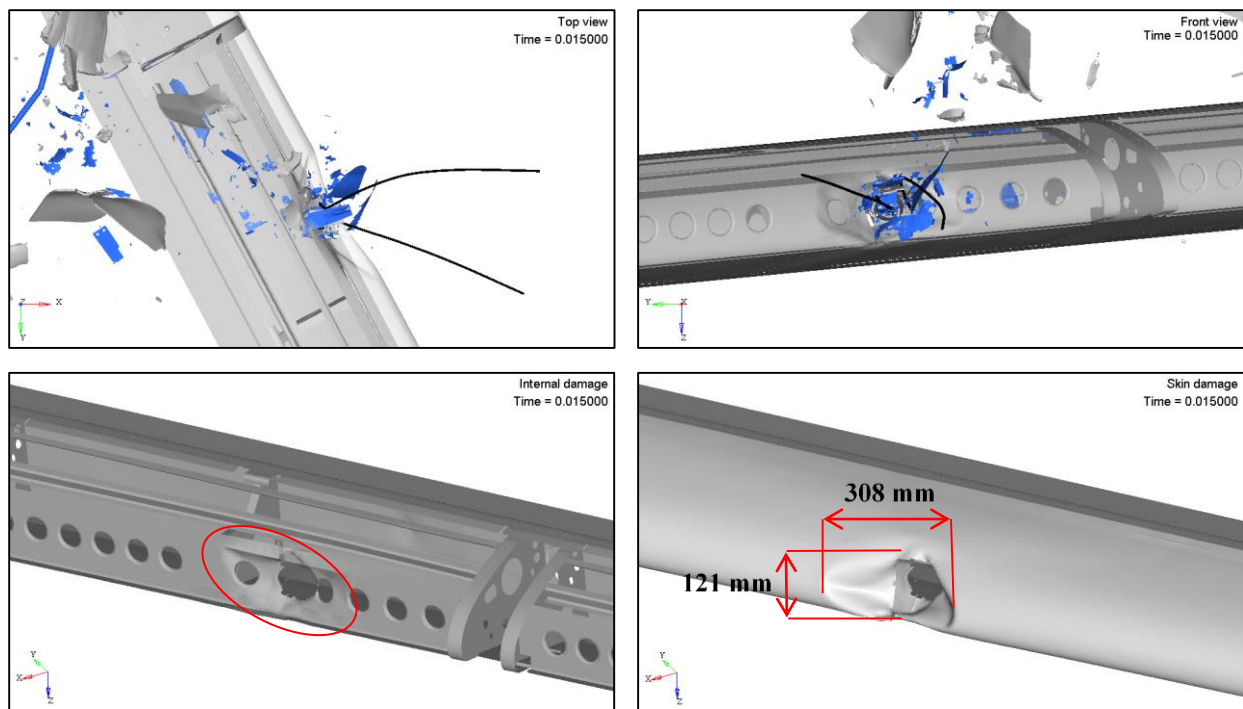 Top view
Time = 0.015000
Z
X
Y
Front view
Time = 0.015000
Y
X
Z
Internal damage
Time = 0.015000
Y
X
Z
Skin damage
Time = 0.015000
308 mm
121 mm
Y
X
Z